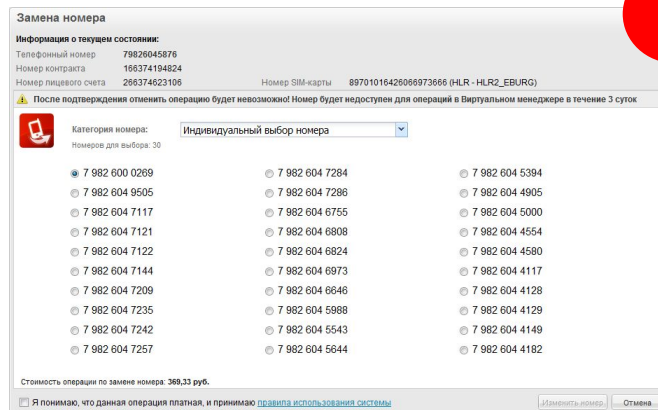 Замена номера
Информация о текущем состоянии:
Телефонный номер 79826045876
Номер контракта 166374194824
Номер лицевого счета 266374623106 Номер SIM-карты 89701016426066973666 (HLR - HLR2_EBURG)
После подтверждения отменить операцию будет невозможно! Номер будет недоступен для операций в Виртуальном менеджере в течение 3 суток
Категория номера: Индивидуальный выбор номера
Номеров для выбора: 30
7 982 600 0269 7 982 604 7284 7 982 604 5394
7 982 604 9505 7 982 604 7286 7 982 604 4905
7 982 604 7117 7 982 604 6755 7 982 604 5000
7 982 604 7121 7 982 604 6808 7 982 604 4554
7 982 604 7122 7 982 604 6824 7 982 604 4580
7 982 604 7144 7 982 604 6973 7 982 604 4117
7 982 604 7209 7 982 604 6646 7 982 604 4128
7 982 604 7235 7 982 604 5988 7 982 604 4129
7 982 604 7242 7 982 604 5543 7 982 604 4149
7 982 604 7257 7 982 604 5644 7 982 604 4182
Стоимость операции по замене номера: 369,33 руб.
Я понимаю, что данная операция платная, и принимаю правила использования системы Изменить номер Отмена